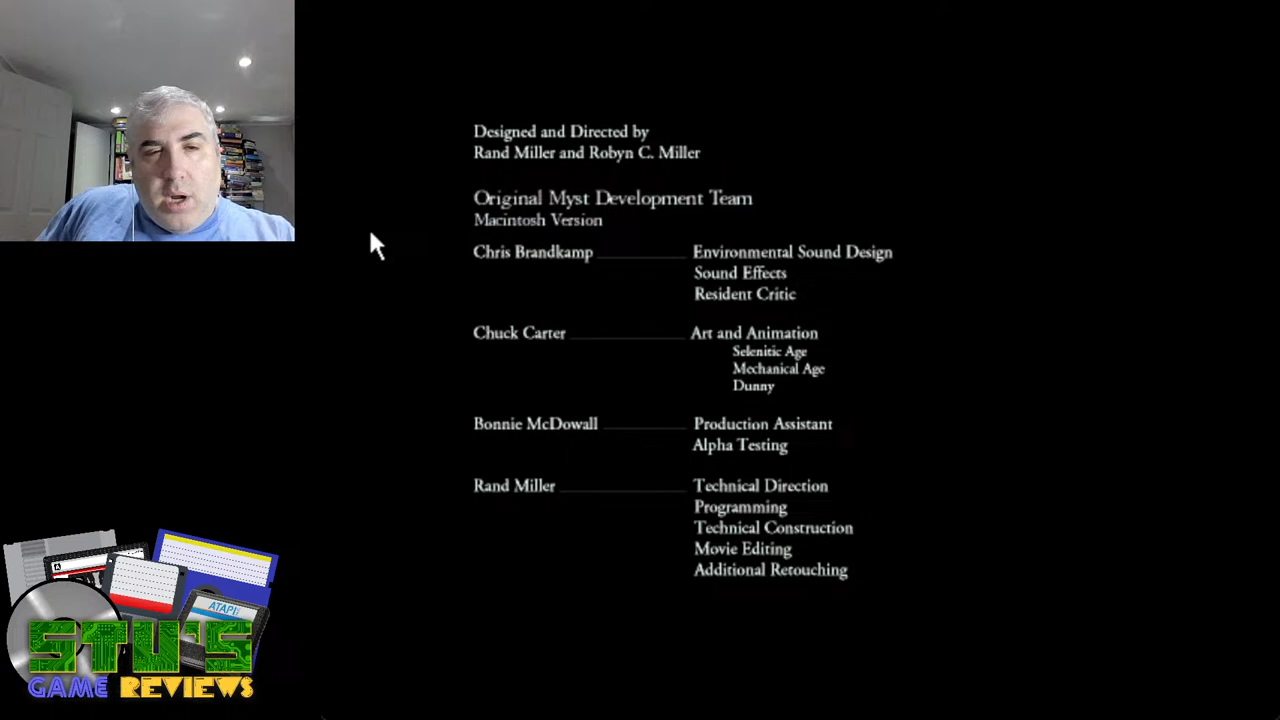 Designed and Directed by
Rand Miller and Robyn C. Miller
Original Myst Development Team
Macintosh Version
Chris Brandkamp Environmental Sound Design
Sound Effects
Resident Critic
Chuck Carter Art and Animation
Selenitic Age
Mechanical Age
Dunny
Bonnie McDowall Production Assistant
Alpha Testing
Rand Miller Technical Direction
Programming
Technical Construction
Movie Editing
Additional Retouching
STU'S
GAME REVIEWS